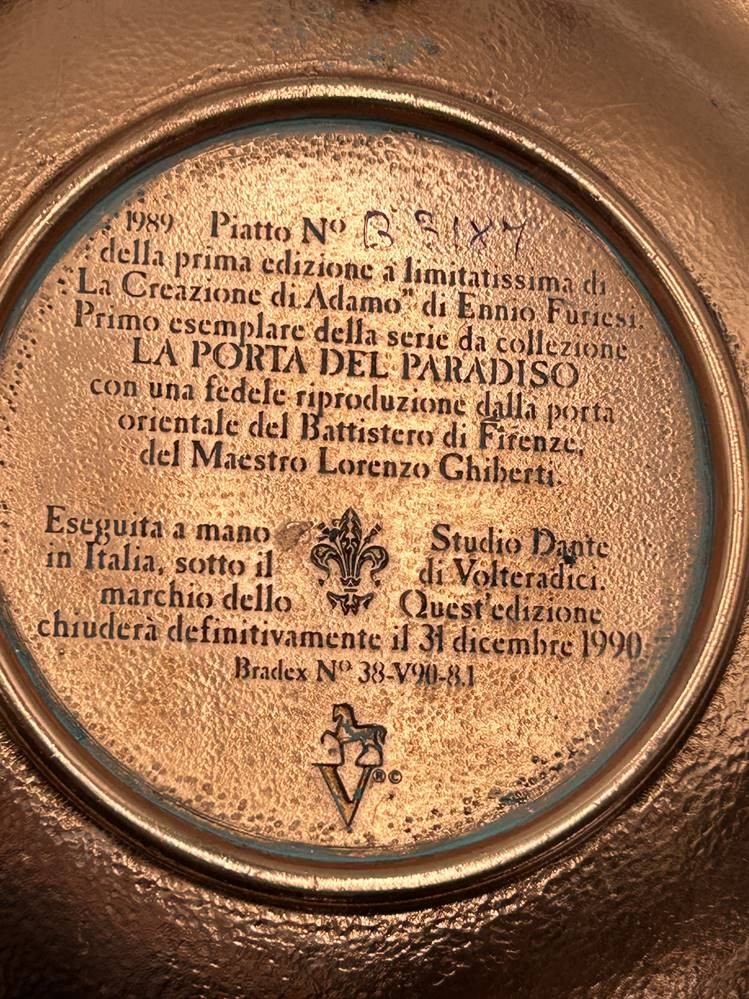 1989 Piatto Nº B 5187
della prima edizione a limitatissima di
"La Creazione di Adamo" di Ennio Furiesi.
Primo esemplare della serie da collezione
LA PORTA DEL PARADISO
con una fedele riproduzione dalla porta
orientale del Battistero di Firenze,
del Maestro Lorenzo Ghiberti.
Eseguita a mano
in Italia, sotto il
marchio dello
Studio Dante
di Volteradici.
Quest'edizione
chiuderà definitivamente il 31 dicembre 1990
Bradex Nº 38-V90-8.1
V ® ©